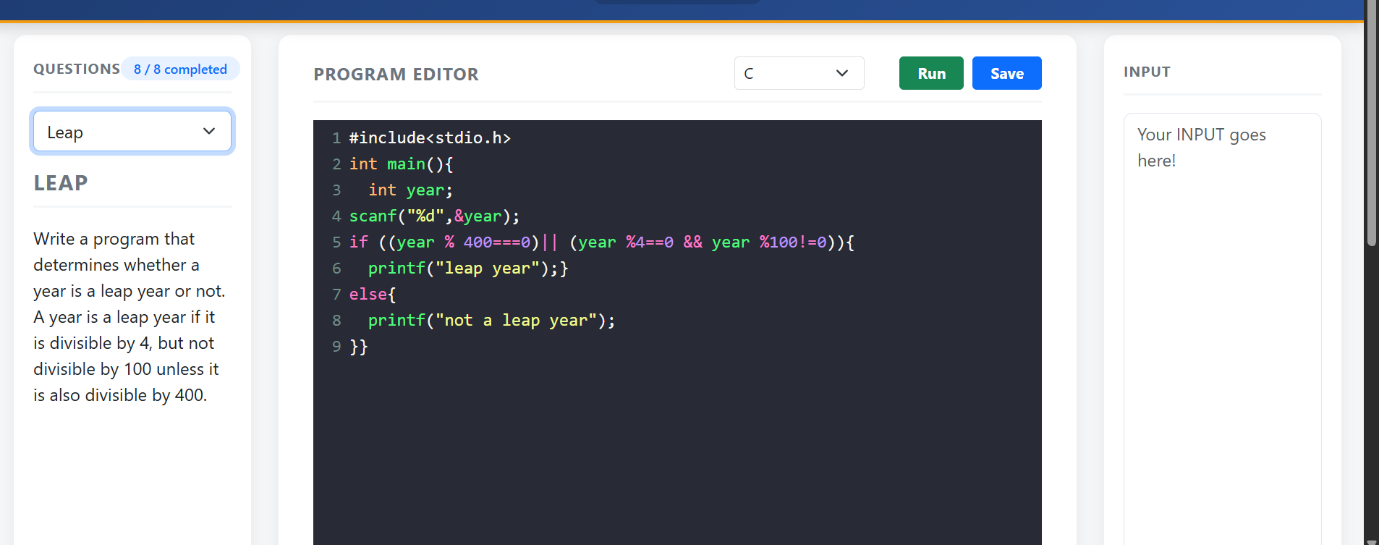 QUESTIONS 8 / 8 completed
Leap
LEAP
Write a program that
determines whether a
year is a leap year or not.
A year is a leap year if it
is divisible by 4, but not
divisible by 100 unless it
is also divisible by 400.
PROGRAM EDITOR
C
Run
Save
1 #include<stdio.h>
2 int main(){
3   int year;
4 scanf("%d",&year);
5 if ((year % 400===0)|| (year %4==0 && year %100!=0)){
6   printf("leap year");}
7 else{
8   printf("not a leap year");
9 }}
INPUT
Your INPUT goes
here!